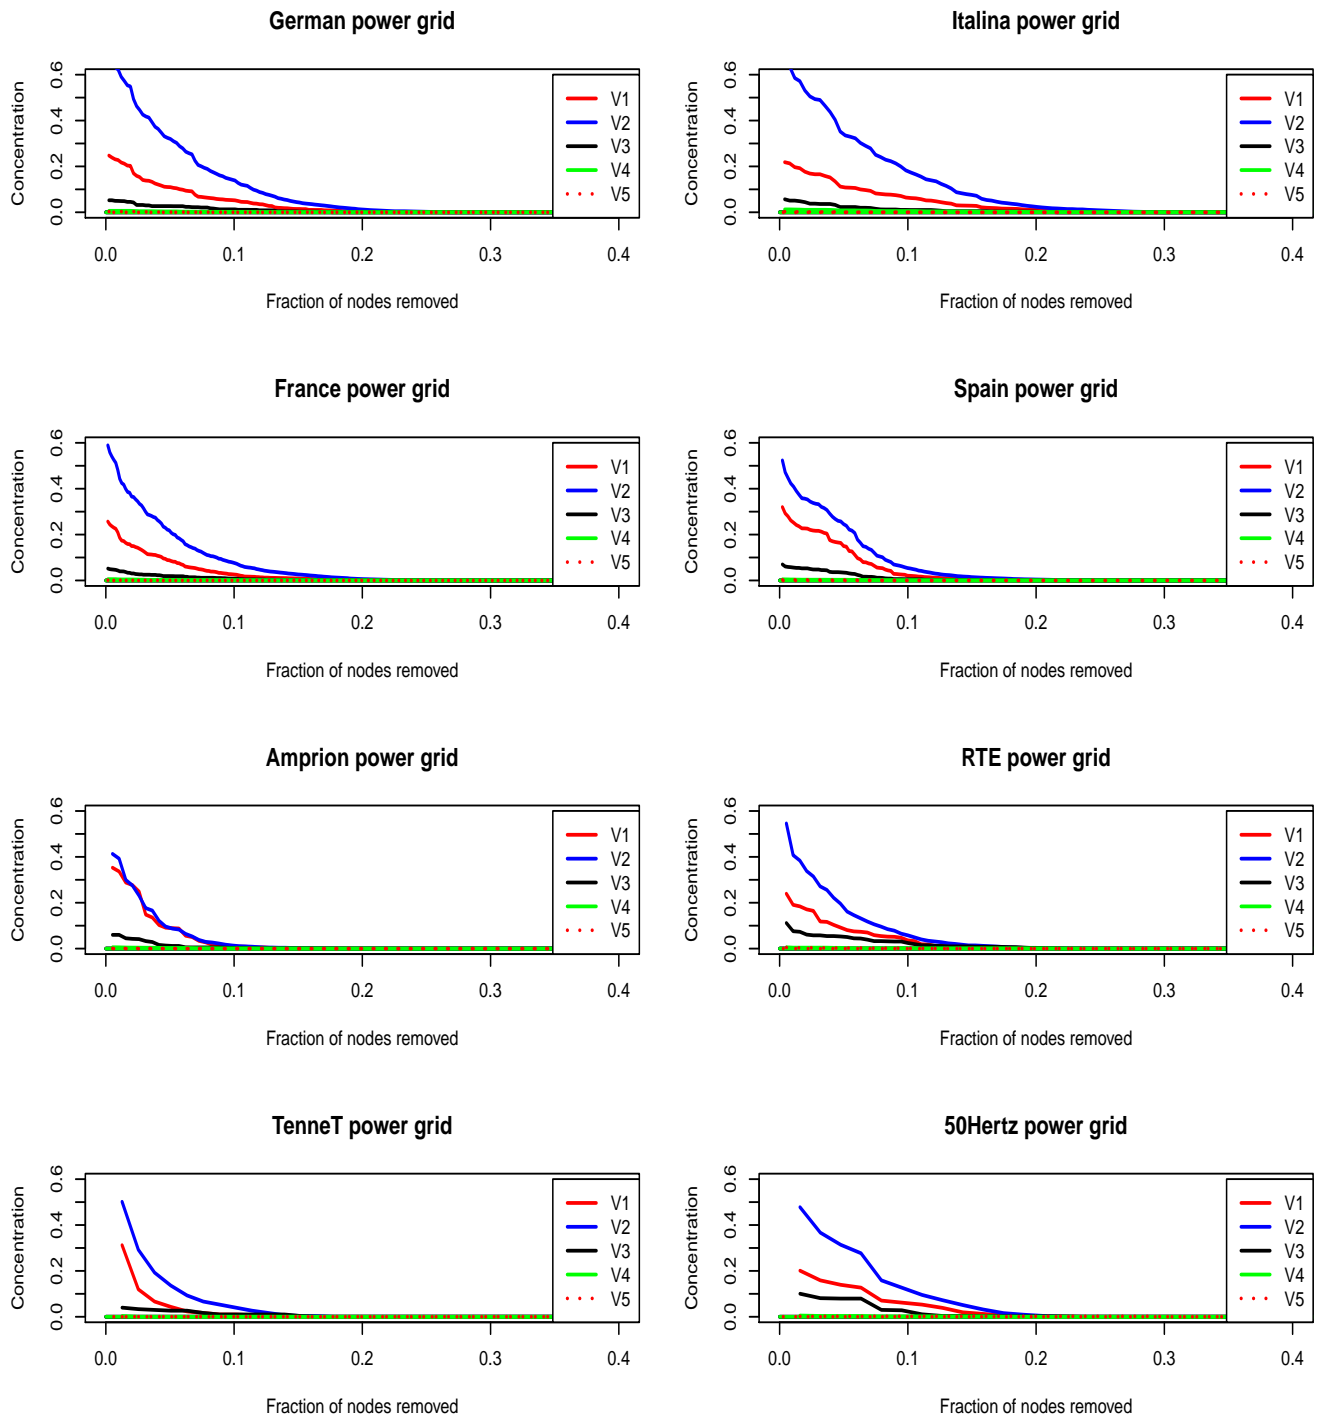 German power grid
Concentration
0.0 0.2 0.4 0.6
V1
V2
V3
V4
V5
0.0 0.1 0.2 0.3 0.4
Fraction of nodes removed
Italina power grid
Concentration
0.0 0.2 0.4 0.6
V1
V2
V3
V4
V5
0.0 0.1 0.2 0.3 0.4
Fraction of nodes removed
France power grid
Concentration
0.0 0.2 0.4 0.6
V1
V2
V3
V4
V5
0.0 0.1 0.2 0.3 0.4
Fraction of nodes removed
Spain power grid
Concentration
0.0 0.2 0.4 0.6
V1
V2
V3
V4
V5
0.0 0.1 0.2 0.3 0.4
Fraction of nodes removed
Amprion power grid
Concentration
0.0 0.2 0.4 0.6
V1
V2
V3
V4
V5
0.0 0.1 0.2 0.3 0.4
Fraction of nodes removed
RTE power grid
Concentration
0.0 0.2 0.4 0.6
V1
V2
V3
V4
V5
0.0 0.1 0.2 0.3 0.4
Fraction of nodes removed
TenneT power grid
Concentration
0.0 0.2 0.4 0.6
V1
V2
V3
V4
V5
0.0 0.1 0.2 0.3 0.4
Fraction of nodes removed
50Hertz power grid
Concentration
0.0 0.2 0.4 0.6
V1
V2
V3
V4
V5
0.0 0.1 0.2 0.3 0.4
Fraction of nodes removed